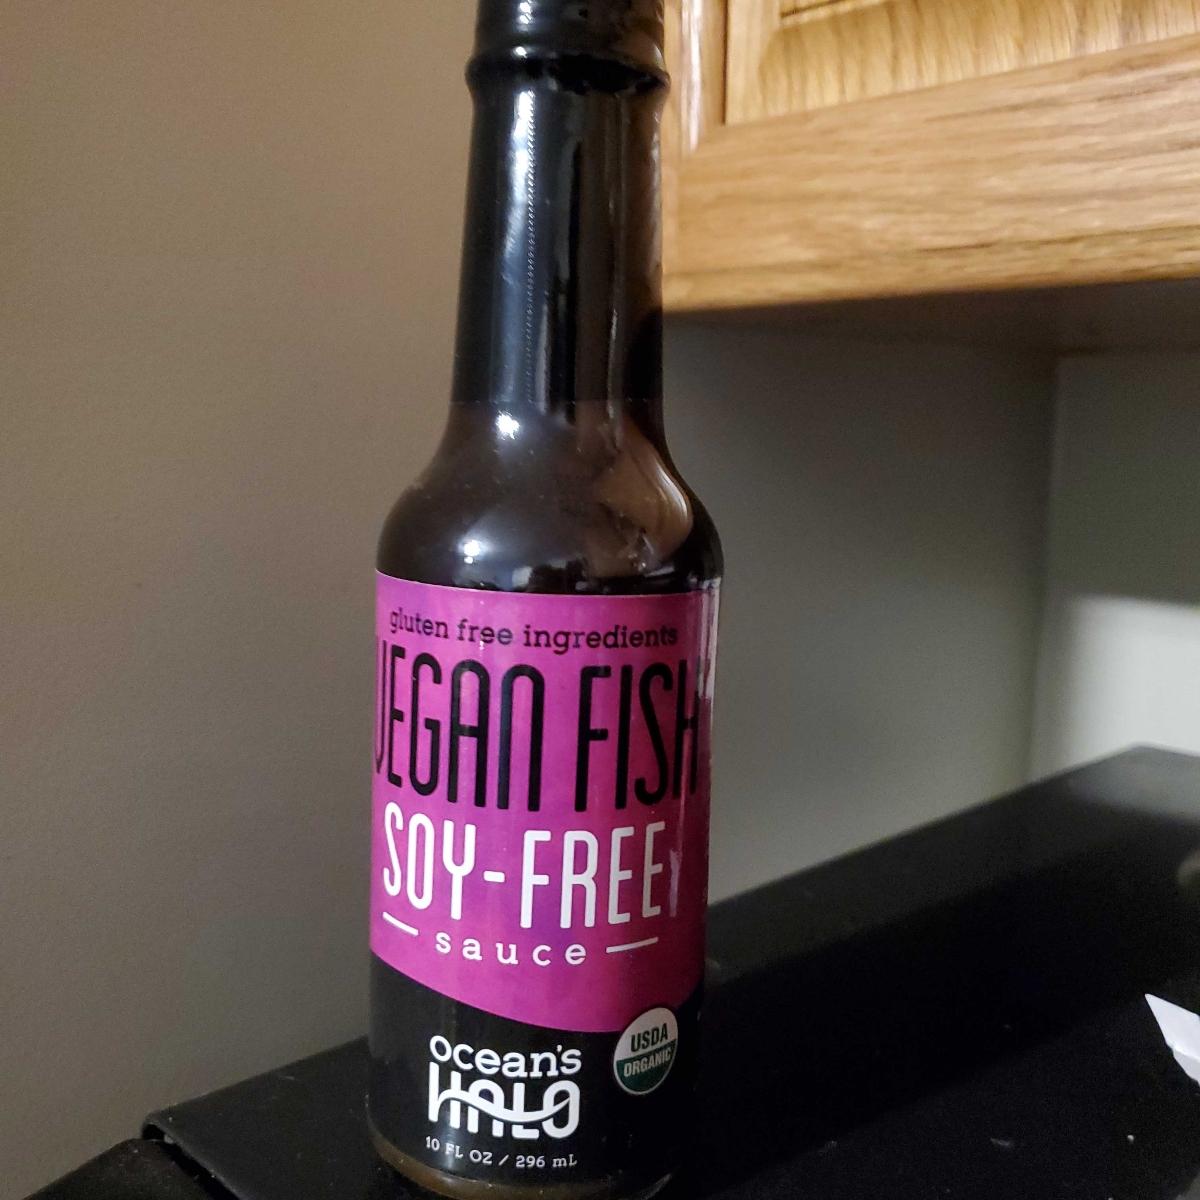 gluten free ingredients
VEGAN FISH
SOY-FREE
sauce
ocean's
HALO
USDA
ORGANIC
10 FL OZ / 296 mL